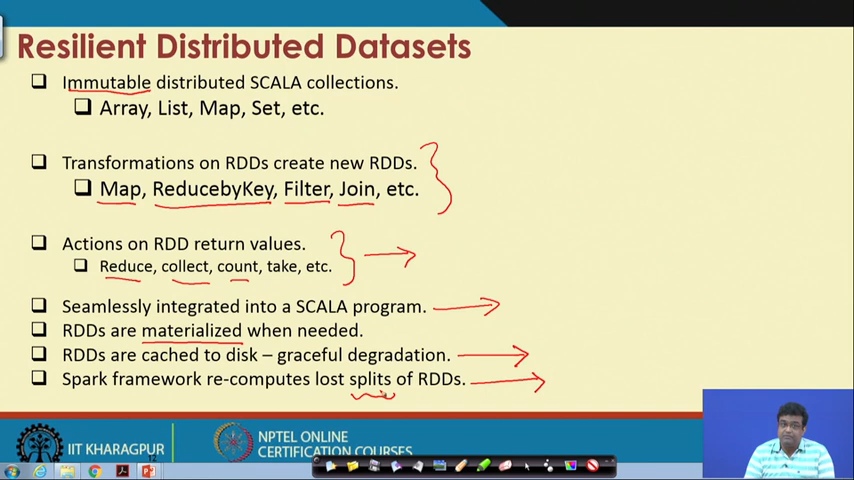 Resilient Distributed Datasets
Immutable distributed SCALA collections.
Array, List, Map, Set, etc.
Transformations on RDDs create new RDDs.
Map, ReducebyKey, Filter, Join, etc.
Actions on RDD return values.
Reduce, collect, count, take, etc.
Seamlessly integrated into a SCALA program.
RDDs are materialized when needed.
RDDs are cached to disk – graceful degradation.
Spark framework re-computes lost splits of RDDs.
IIT KHARAGPUR
NPTEL ONLINE
CERTIFICATION COURSES
12